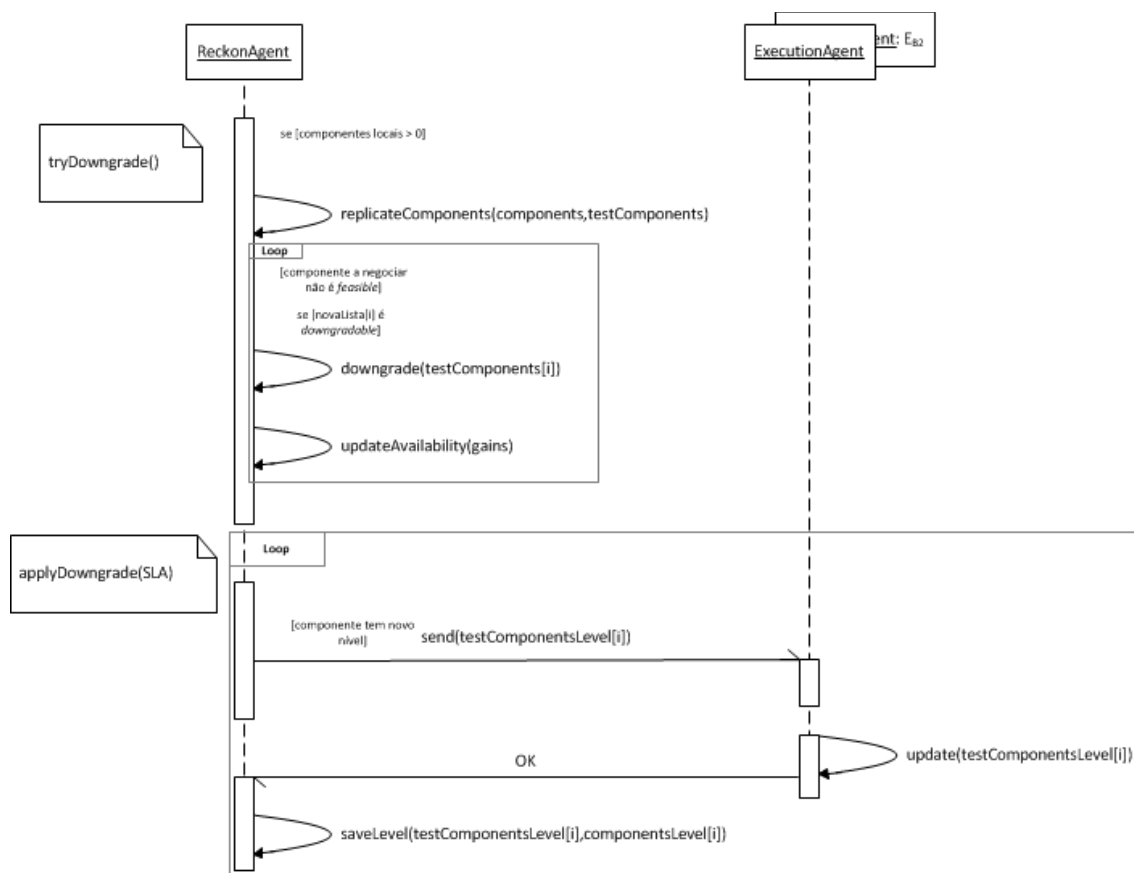 ReckonAgent
ExecutionAgent
ent: E_B2
tryDowngrade()
se [componentes locais > 0]
replicateComponents(components,testComponents)
Loop
[componente a negociar
não é feasible]
se [novaLista[i] é
downgradable]
downgrade(testComponents[i])
updateAvailability(gains)
applyDowngrade(SLA)
Loop
[componente tem novo
nível]
send(testComponentsLevel[i])
update(testComponentsLevel[i])
OK
saveLevel(testComponentsLevel[i],componentsLevel[i])